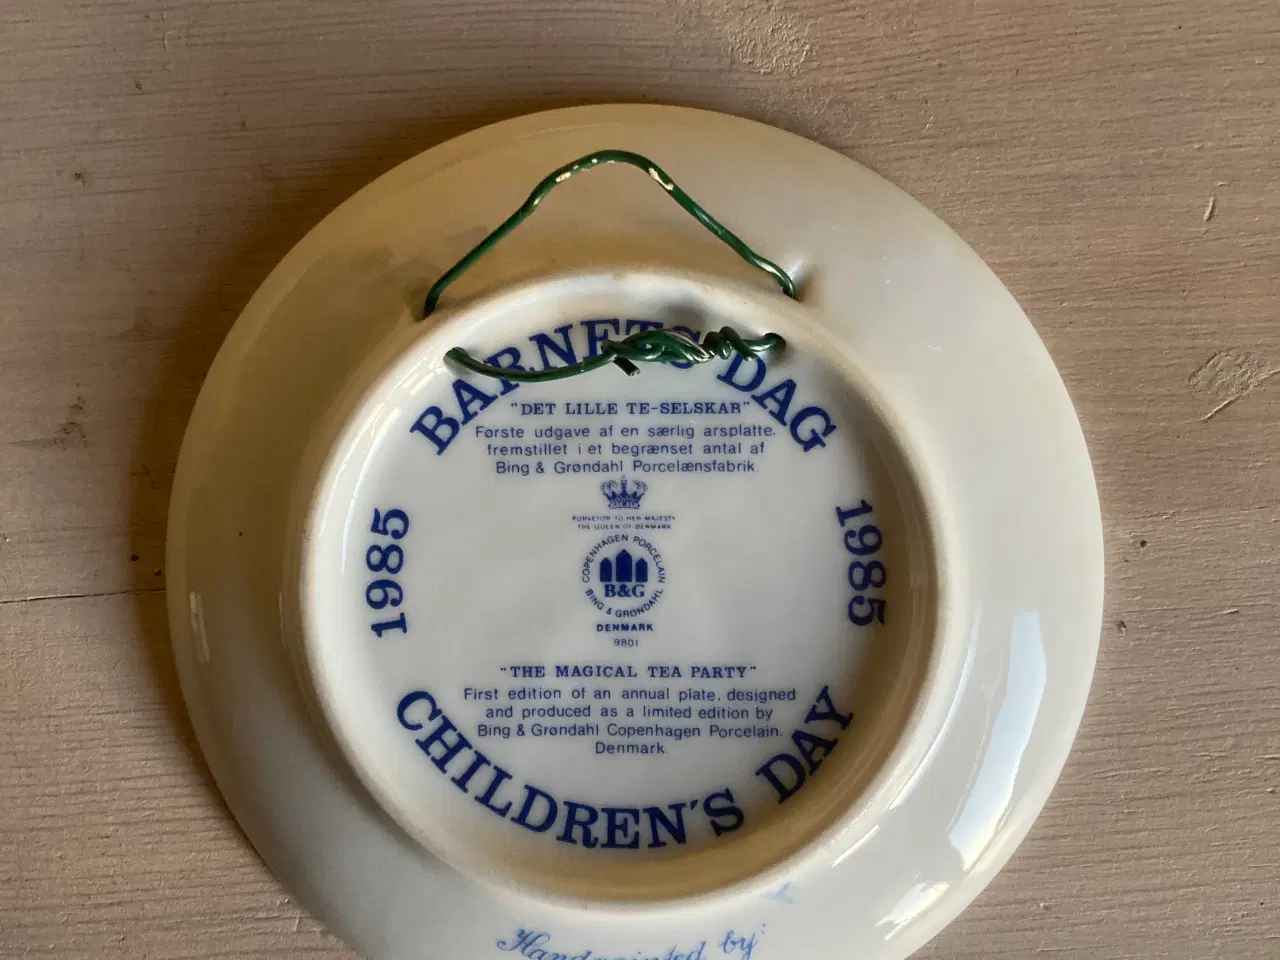 BARNETS DAG
"DET LILLE TE-SELSKAR"
Første udgave af en særlig arsplatte.
fremstillet i et begrænset antal af
Bing & Grøndahl Porcelænsfabrik
PURVEYOR TO HER MAJESTY
THE QUEEN OF DENMARK
COPENHAGEN PORCELAIN
B&G
BING & GRØNDAHL
DENMARK
9801
1985
1985
"THE MAGICAL TEA PARTY"
First edition of an annual plate, designed
and produced as a limited edition by
Bing & Grøndahl Copenhagen Porcelain.
Denmark
CHILDREN'S DAY
Handpainted by